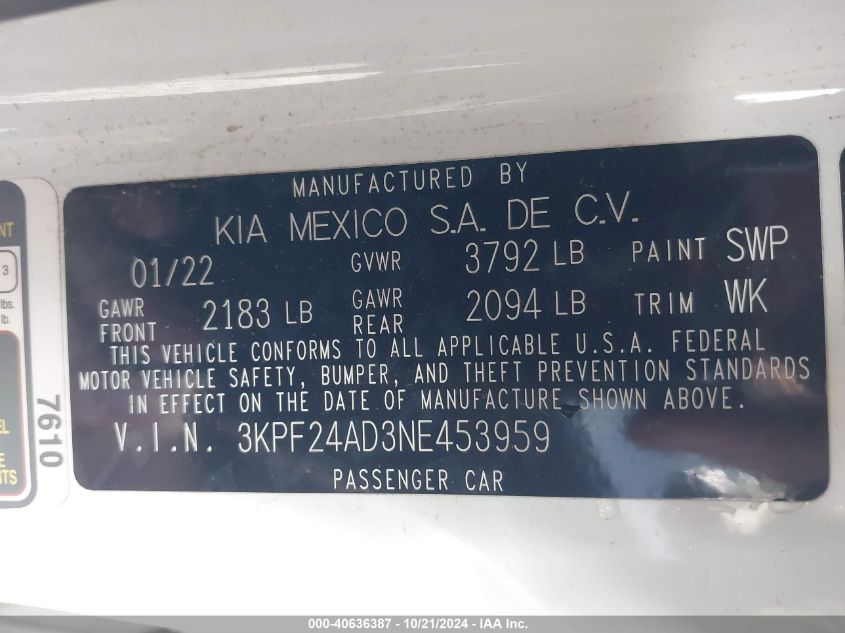 MANUFACTURED BY
KIA MEXICO S.A. DE C.V.
01/22 GVWR 3792 LB PAINT SWP
GAWR FRONT 2183 LB GAWR REAR 2094 LB TRIM WK
THIS VEHICLE CONFORMS TO ALL APPLICABLE U.S.A. FEDERAL
MOTOR VEHICLE SAFETY, BUMPER, AND THEFT PREVENTION STANDARDS
IN EFFECT ON THE DATE OF MANUFACTURE SHOWN ABOVE.
V.I.N. 3KPF24AD3NE453959
PASSENGER CAR
7610
3
lbs.
lb.
000-40636387 - 10/21/2024 - IAA Inc.